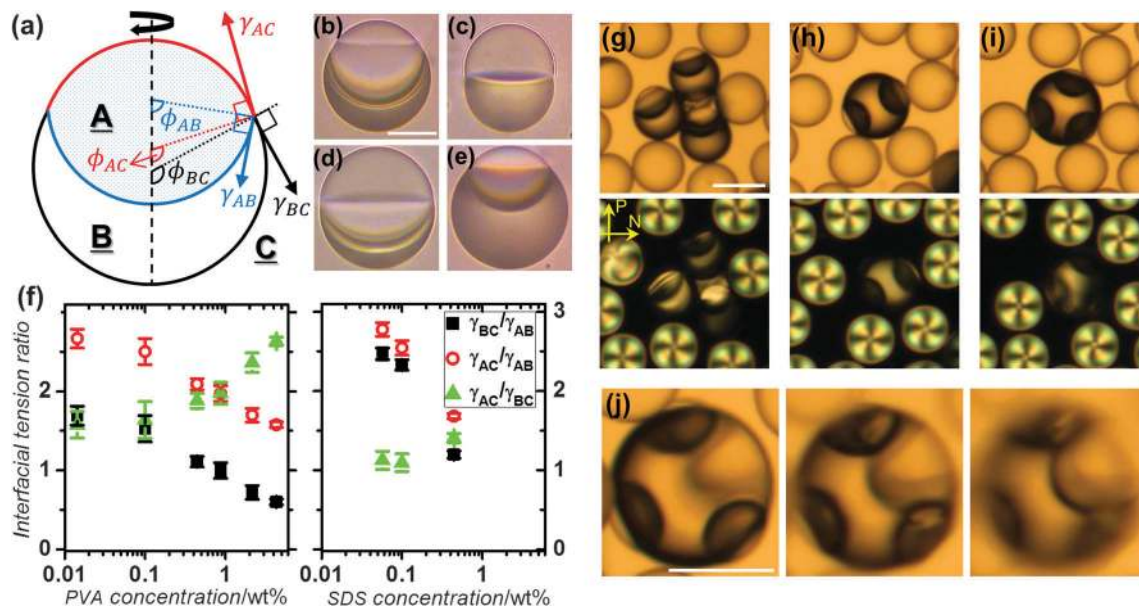 (a)
γAC
A
ϕAB
ϕAC
ϕBC
γAB
γBC
B
C
(b)
(c)
(d)
(e)
(f)
Interfacial tension ratio
3
2
1
0
0.01
0.1
1
PVA concentration/wt%
γBC/γAB
γAC/γAB
γAC/γBC
3
2
1
0
0.01
0.1
1
SDS concentration/wt%
(g)
(h)
(i)
P
N
(j)